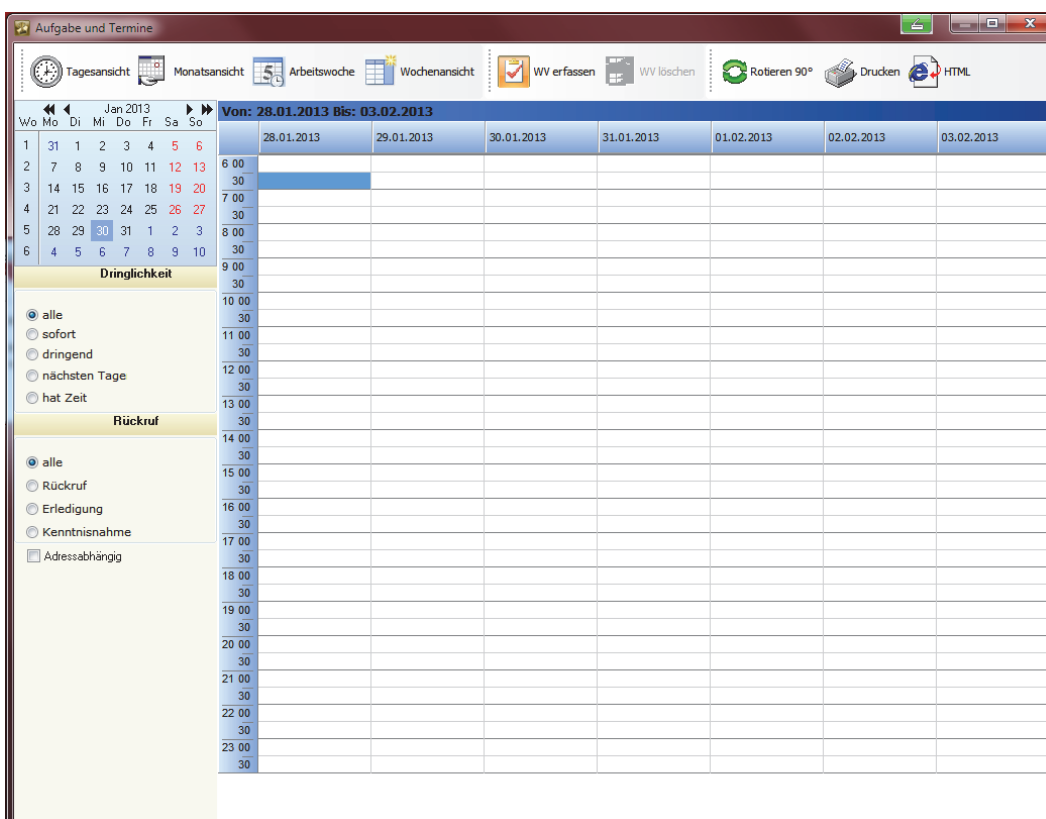 Aufgabe und Termine
Tagesansicht Monatsansicht 5 Arbeitswoche Wochenansicht WV erfassen WV löschen Rotieren 90° Drucken HTML
Jan 2013
Wo Mo Di Mi Do Fr Sa So
1 31 1 2 3 4 5 6
2 7 8 9 10 11 12 13
3 14 15 16 17 18 19 20
4 21 22 23 24 25 26 27
5 28 29 30 31 1 2 3
6 4 5 6 7 8 9 10
Dringlichkeit
alle
sofort
dringend
nächsten Tage
hat Zeit
Rückruf
alle
Rückruf
Erledigung
Kenntnisnahme
Adressabhängig
Von: 28.01.2013 Bis: 03.02.2013
28.01.2013 29.01.2013 30.01.2013 31.01.2013 01.02.2013 02.02.2013 03.02.2013
6 00
30
7 00
30
8 00
30
9 00
30
10 00
30
11 00
30
12 00
30
13 00
30
14 00
30
15 00
30
16 00
30
17 00
30
18 00
30
19 00
30
20 00
30
21 00
30
22 00
30
23 00
30